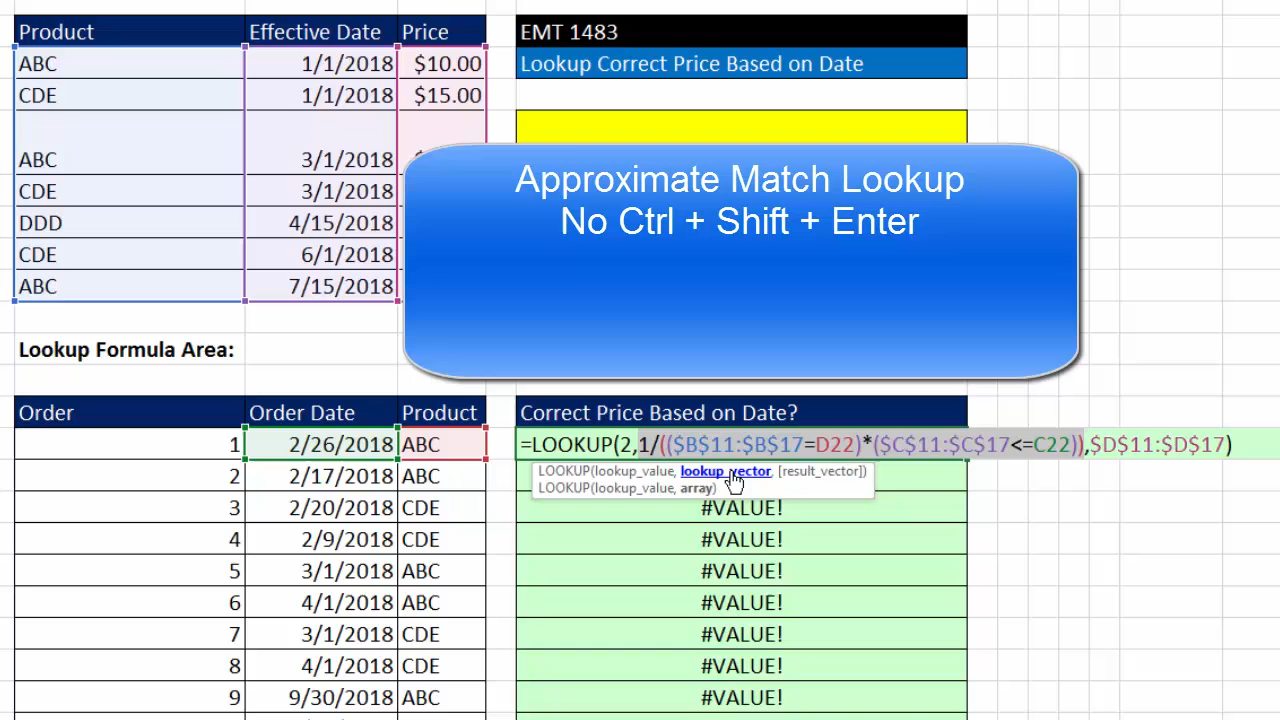 Product Effective Date Price
ABC 1/1/2018 $10.00
CDE 1/1/2018 $15.00
ABC 3/1/2018
CDE 3/1/2018
DDD 4/15/2018
CDE 6/1/2018
ABC 7/15/2018
EMT 1483
Lookup Correct Price Based on Date
Approximate Match Lookup
No Ctrl + Shift + Enter
Lookup Formula Area:
Order Order Date Product Correct Price Based on Date?
1 2/26/2018 ABC =LOOKUP(2,1/(($B$11:$B$17=D22)*($C$11:$C$17<=C22)),$D$11:$D$17)
LOOKUP(lookup_value, lookup_vector, [result_vector])
LOOKUP(lookup_value, array)
2 2/17/2018 ABC
3 2/20/2018 CDE #VALUE!
4 2/9/2018 CDE #VALUE!
5 3/1/2018 ABC #VALUE!
6 4/1/2018 ABC #VALUE!
7 3/1/2018 CDE #VALUE!
8 4/1/2018 CDE #VALUE!
9 9/30/2018 ABC #VALUE!